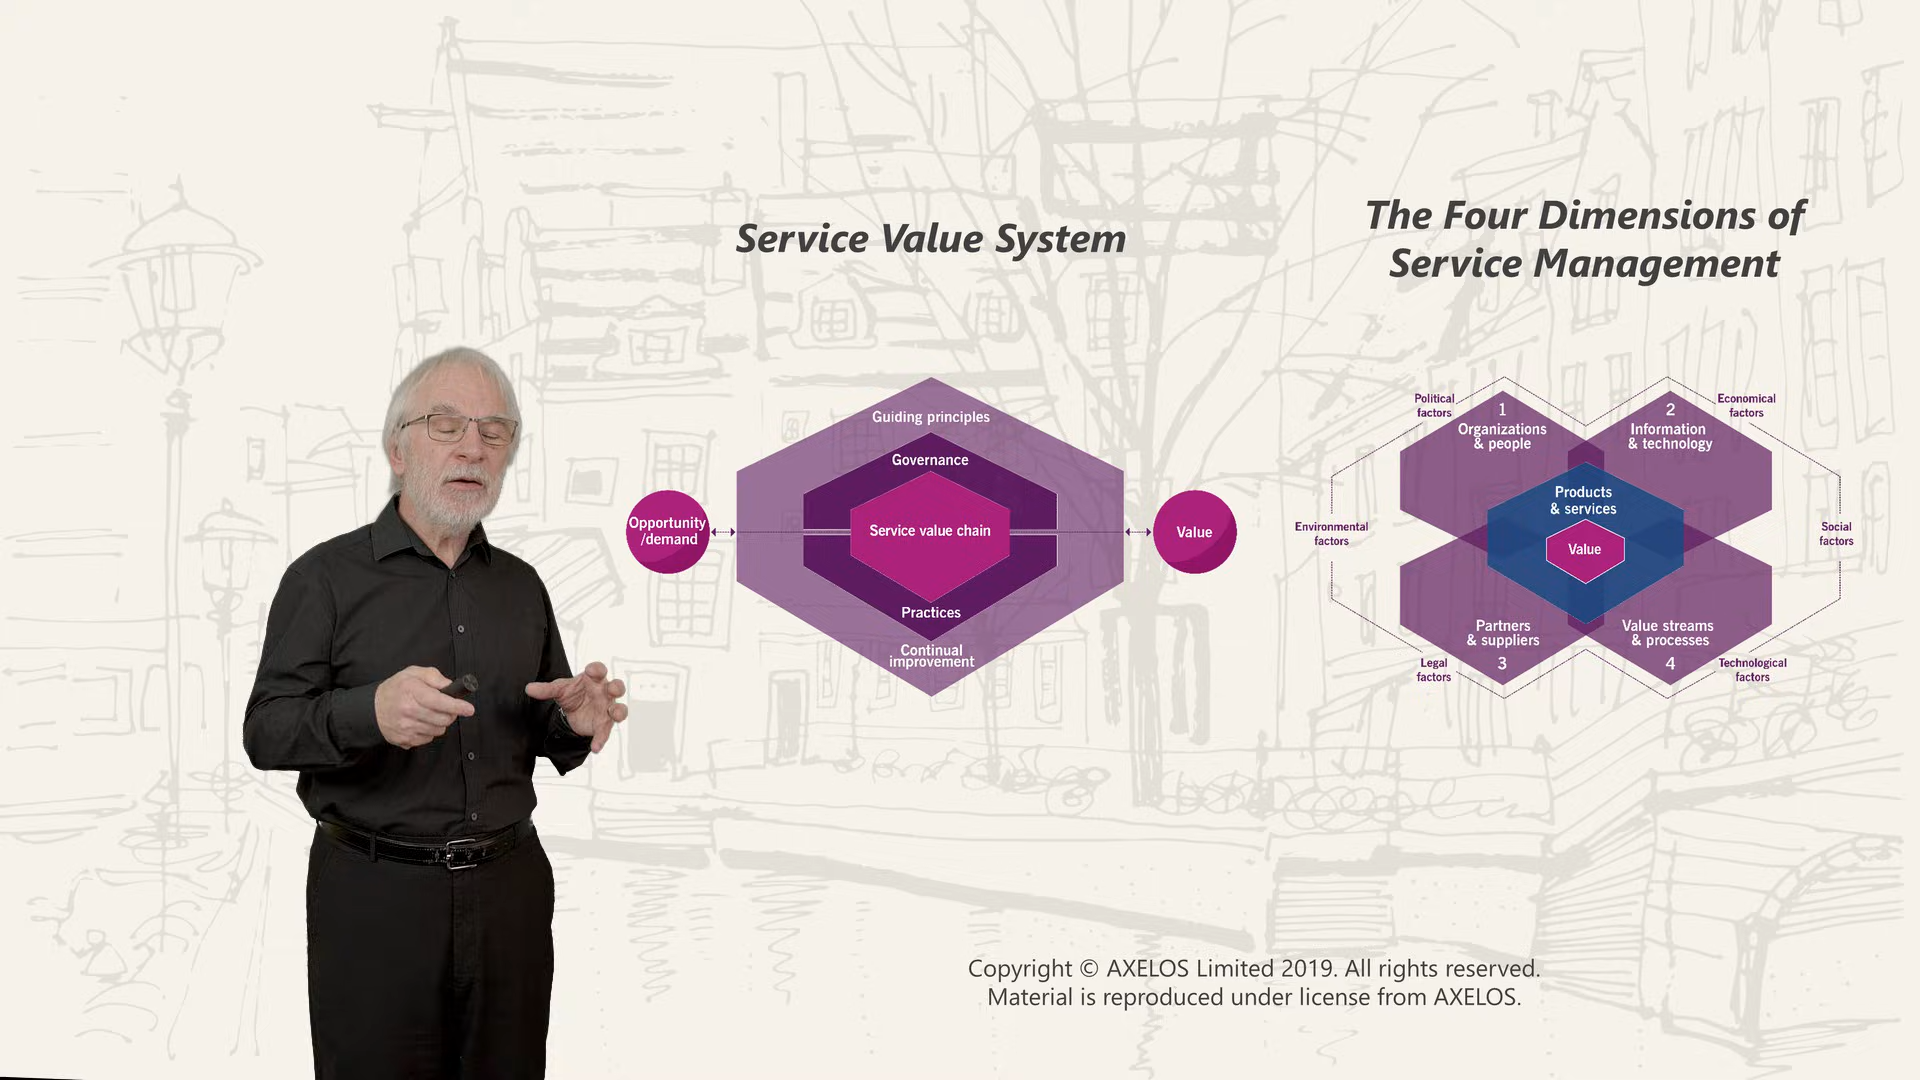 Service Value System
The Four Dimensions of
Service Management
Opportunity
/demand
Guiding principles
Governance
Service value chain
Practices
Continual
improvement
Value
Political
factors
1
Organizations
& people
2
Information
& technology
Economical
factors
Environmental
factors
Products
& services
Value
Social
factors
Partners
& suppliers
3
Value streams
& processes
4
Legal
factors
Technological
factors
Copyright © AXELOS Limited 2019. All rights reserved.
Material is reproduced under license from AXELOS.